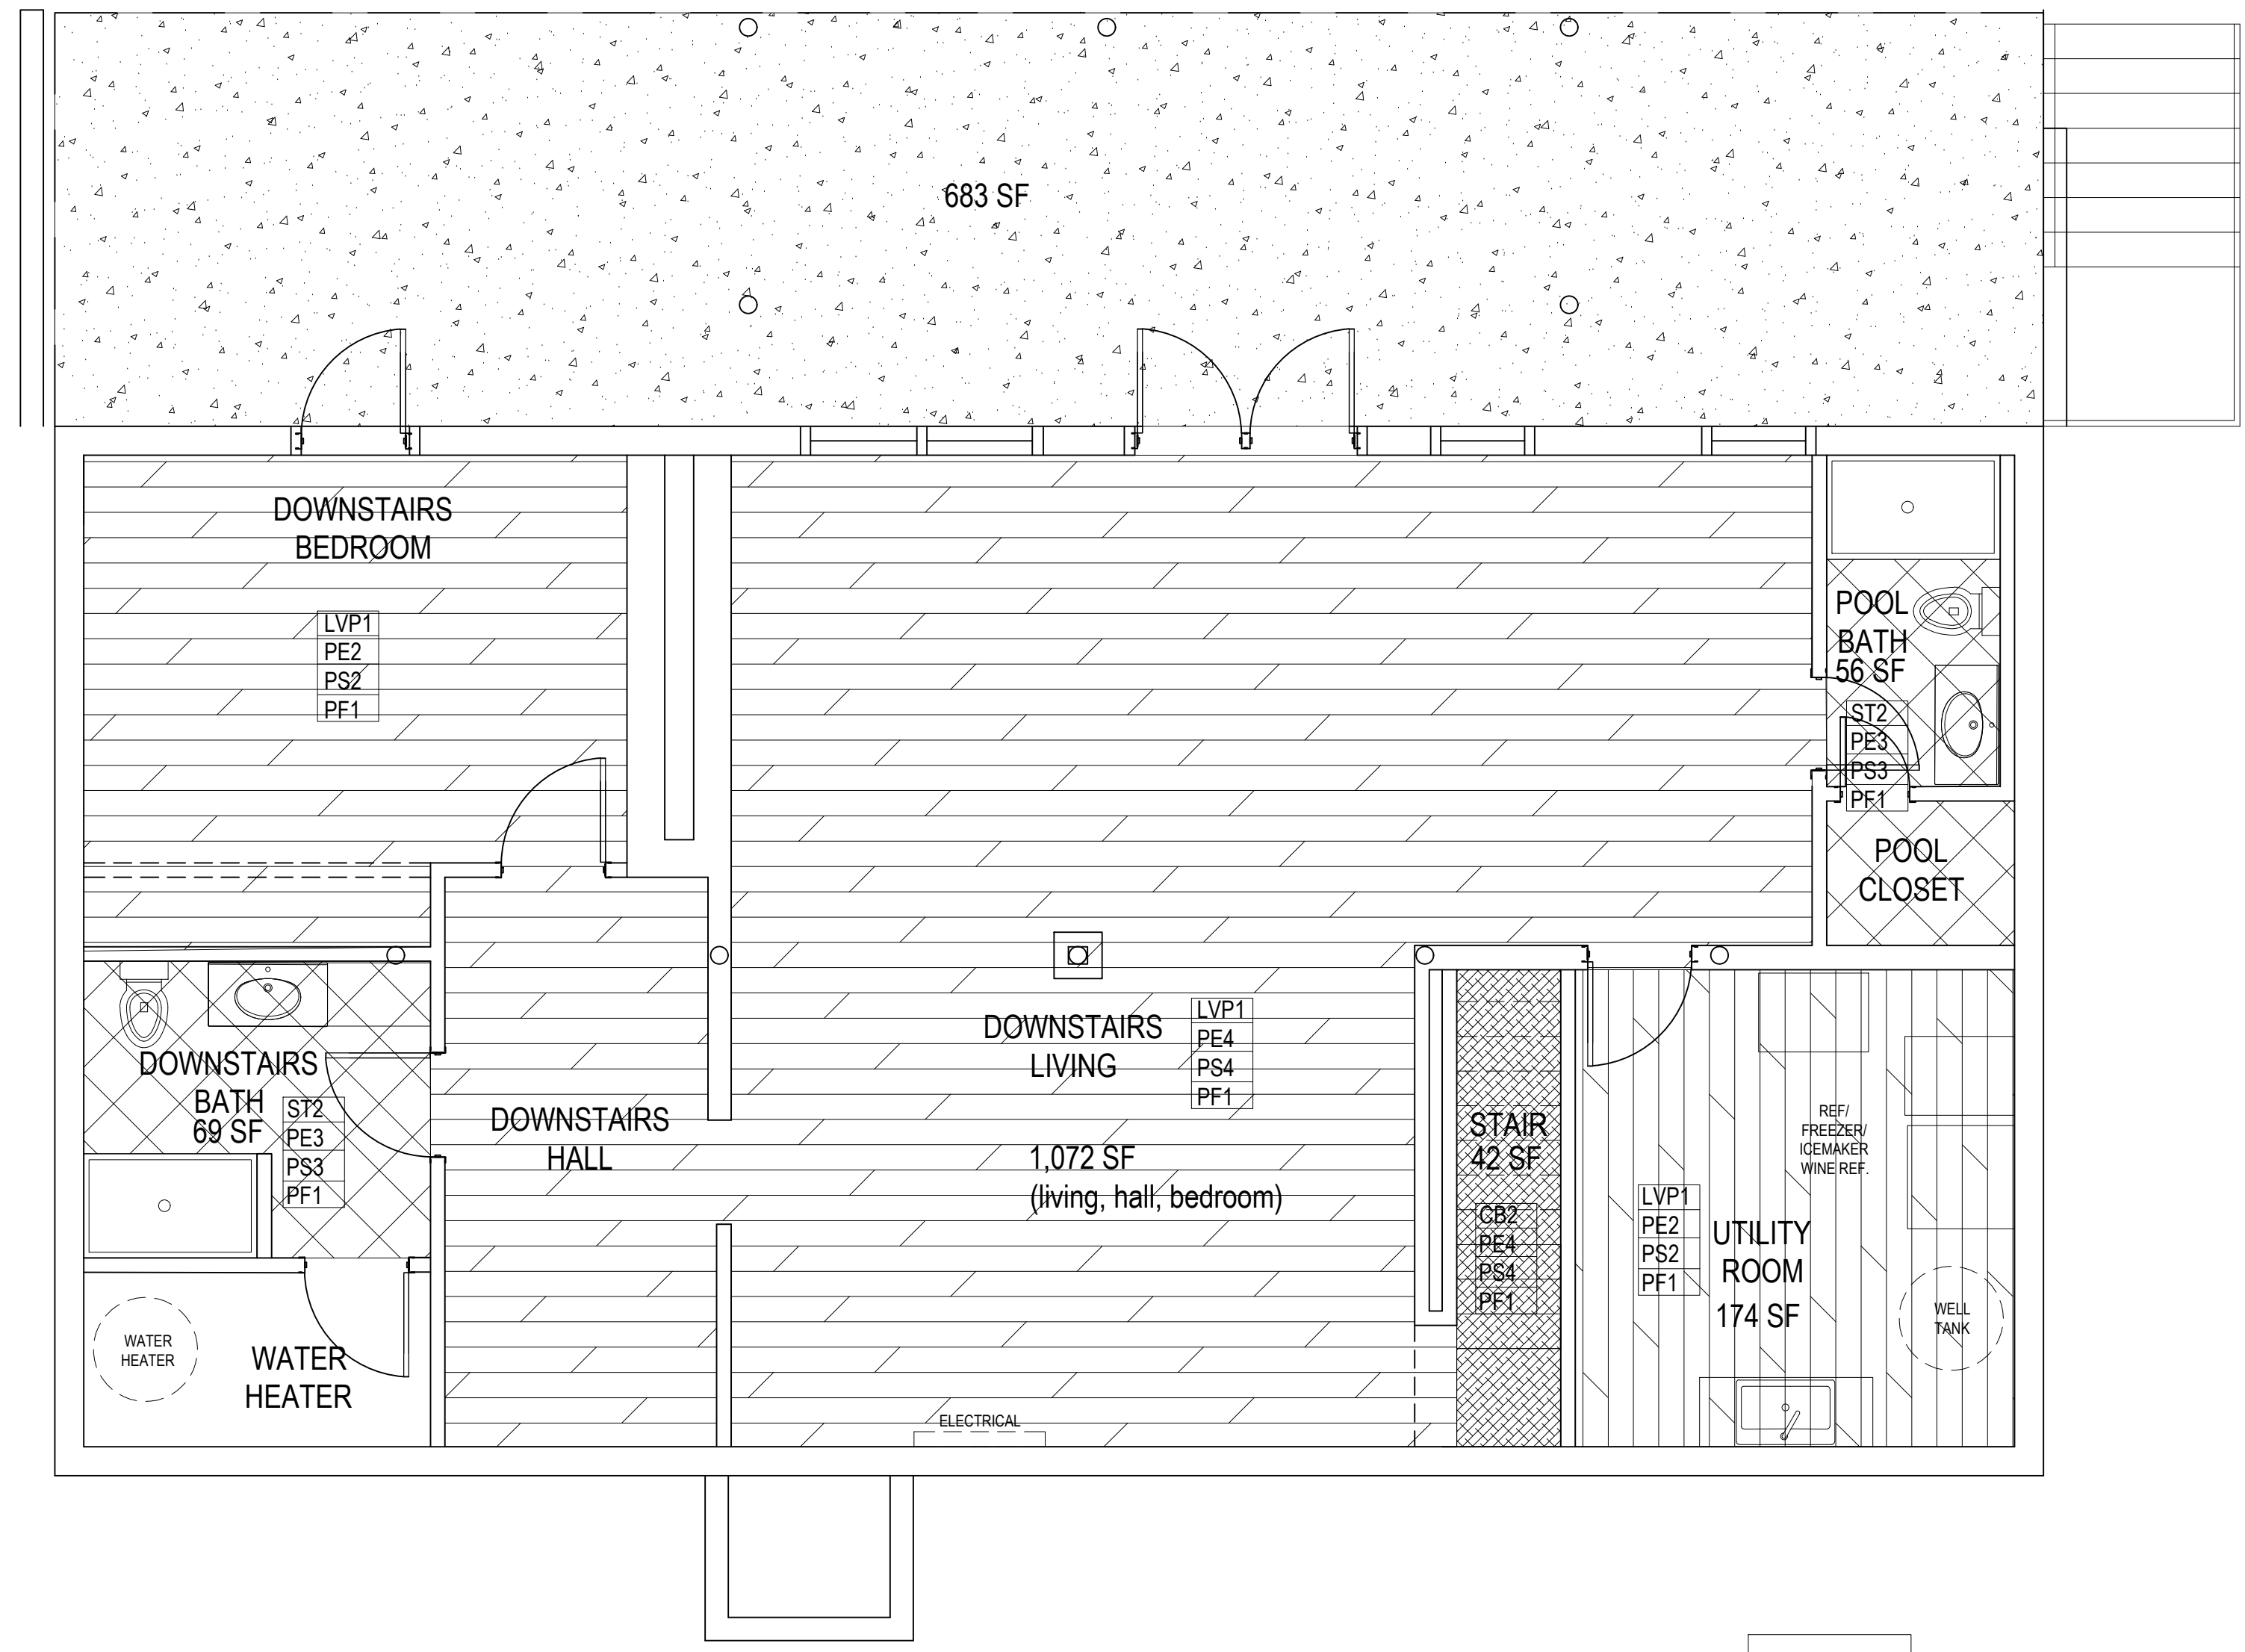 683 SF
DOWNSTAIRS
BEDROOM
LVP1
PE2
PS2
PF1
POOL
BATH
56 SF
ST2
PE3
PS3
PF1
POOL
CLOSET
DOWNSTAIRS
BATH
69 SF
ST2
PE3
PS3
PF1
DOWNSTAIRS
HALL
DOWNSTAIRS
LIVING
LVP1
PE4
PS4
PF1
1,072 SF
(living, hall, bedroom)
STAIR
42 SF
CB2
PE4
PS4
PF1
REF/
FREEZER/
ICEMAKER
WINE REF.
LVP1
PE2
PS2
PF1
UTILITY
ROOM
174 SF
WELL
TANK
WATER
HEATER
WATER
HEATER
ELECTRICAL